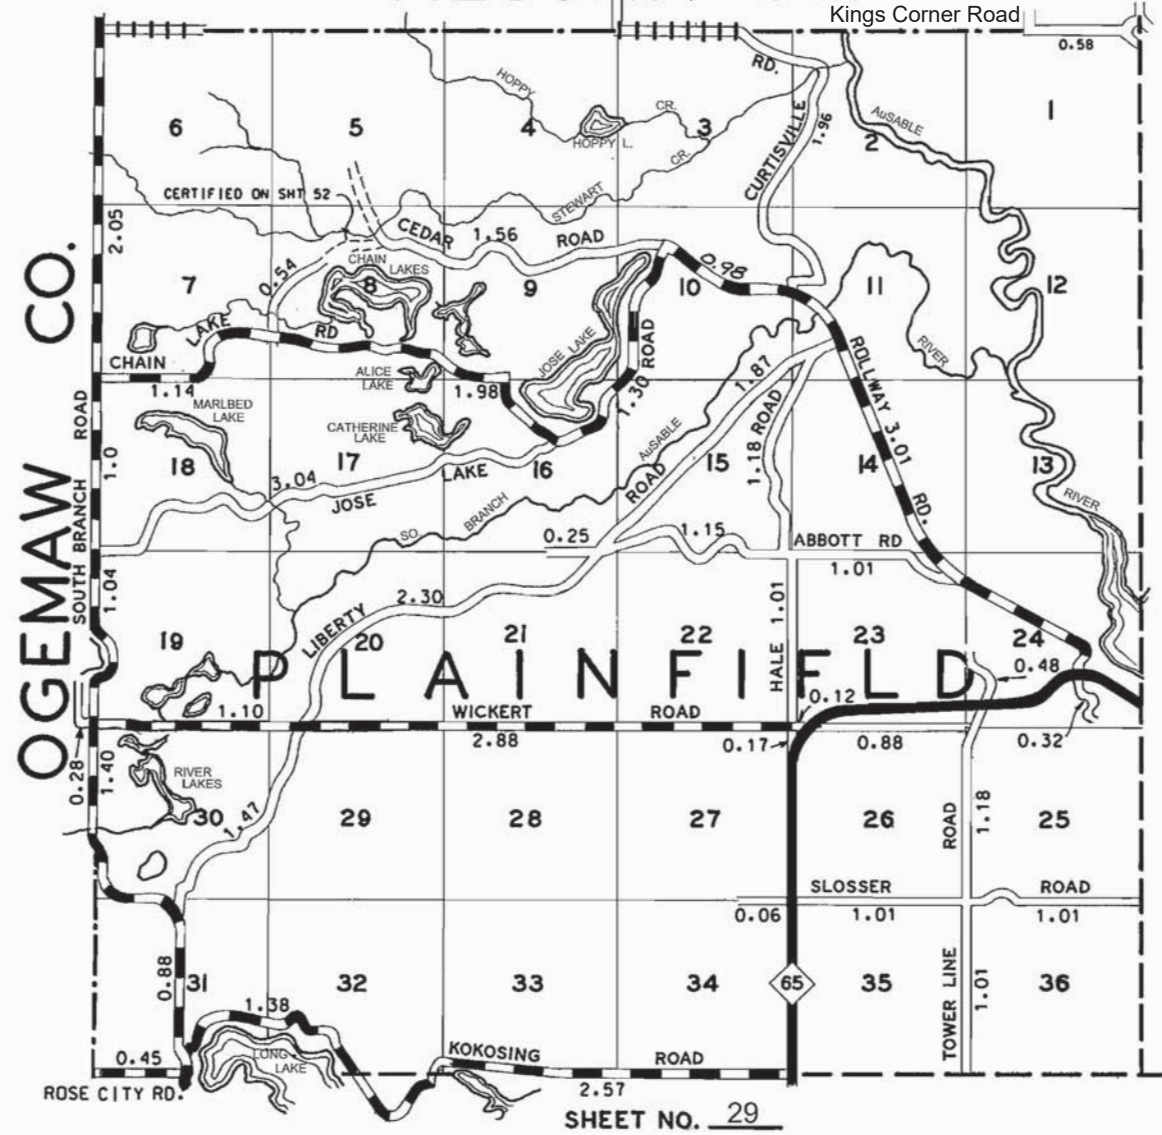 Kings Corner Road
0.58
RD.
HOPPY
CR.
AuSABLE
1
6
5
4
3
2
HOPPY L.
CURTISVILLE
1.96
CR.
CERTIFIED ON SHT 52
STEWART
2.05
CEDAR
1.56
ROAD
CHAIN
LAKES
0.54
0.98
7
8
9
10
11
12
LAKE
RD
CHAIN
1.14
JOSE LAKE
ROAD
RIVER
ROLLWAY
3.01
RD.
ALICE
LAKE
1.98
1.30
1.87
MARLBED
LAKE
CATHERINE
LAKE
1.18
ROAD
AuSABLE
18
17
16
15
14
13
SOUTH BRANCH
ROAD
1.0
3.04
JOSE
LAKE
ROAD
RIVER
SO.
BRANCH
0.25
1.15
ABBOTT RD
1.01
1.04
LIBERTY
2.30
HALE
1.01
19
20
21
22
23
24
PLAINFIELD
OGEMAW CO.
0.48
0.12
1.10
WICKERT
ROAD
2.88
0.17
0.88
0.32
0.28
1.40
RIVER
LAKES
30
1.47
29
28
27
26
25
ROAD
1.18
SLOSSER
ROAD
0.06
1.01
1.01
0.88
31
32
33
34
65
35
36
TOWER LINE
1.01
1.38
LONG
LAKE
0.45
KOKOSING
ROAD
ROSE CITY RD.
2.57
SHEET NO. 29